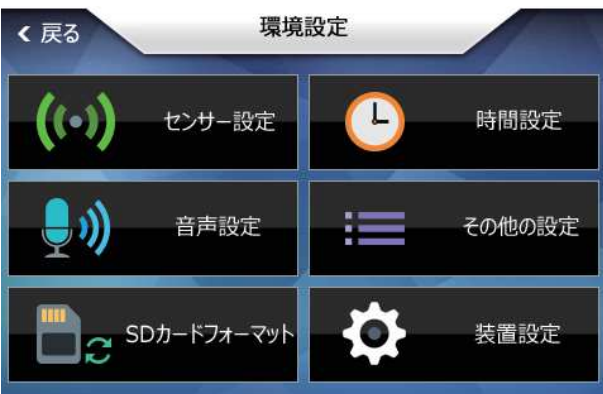 戻る
環境設定
センサー設定
時間設定
音声設定
その他の設定
SDカードフォーマット
装置設定